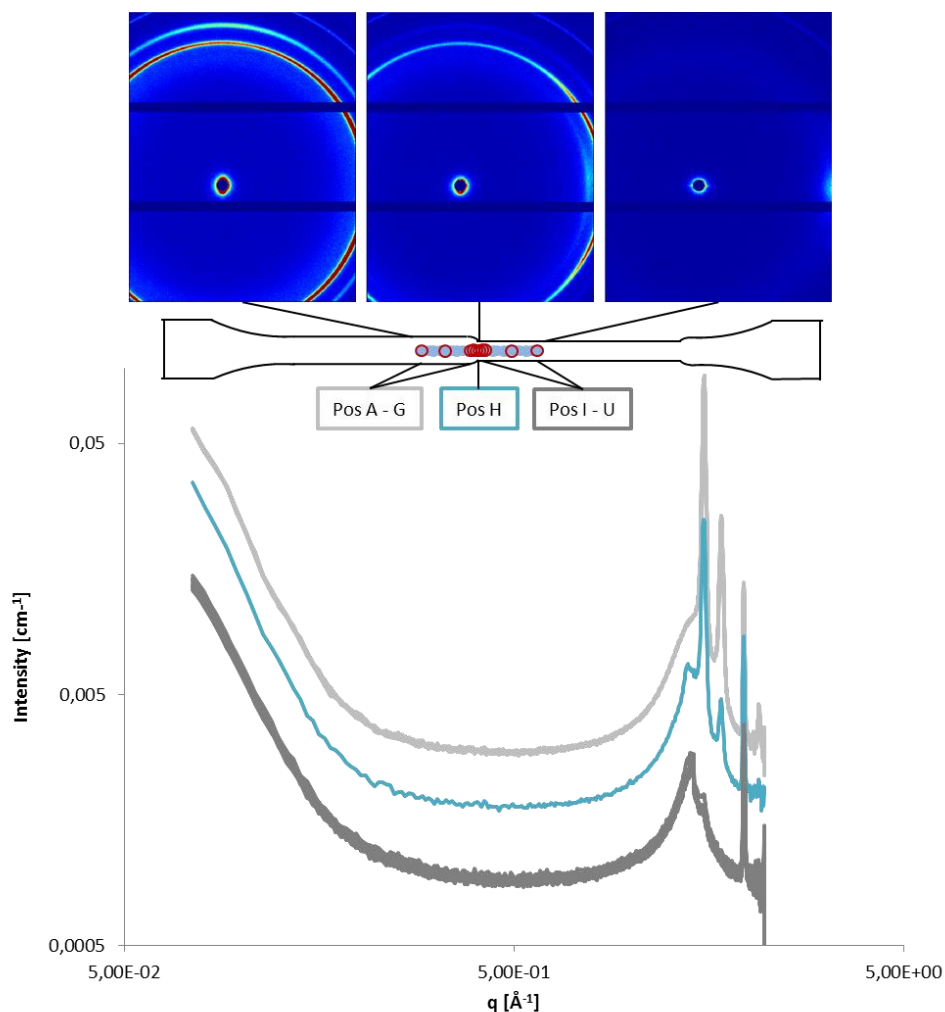 Pos A - G
Pos H
Pos I - U
0,05
0,005
0,0005
Intensity [cm⁻¹]
5,00E-02
5,00E-01
5,00E+00
q [Å⁻¹]